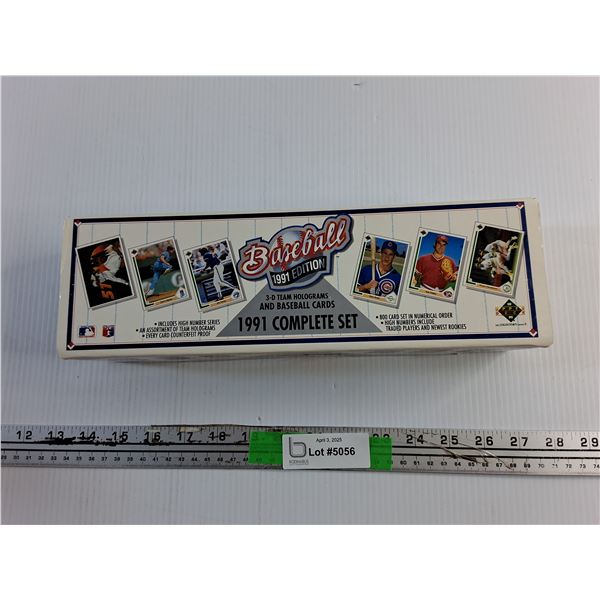 Baseball
1991 EDITION
3-D TEAM HOLOGRAMS
AND BASEBALL CARDS
1991 COMPLETE SET
• INCLUDES HIGH NUMBER SERIES
• AN ASSORTMENT OF TEAM HOLOGRAMS
• EVERY CARD COUNTERFEIT PROOF
• 800 CARD SET IN NUMERICAL ORDER
• HIGH NUMBERS INCLUDE
TRADED PLAYERS AND NEWEST ROOKIES
12 13 14 15 16 17 18 24 25 26 27 28 29
April 3, 2025
Lot #5056